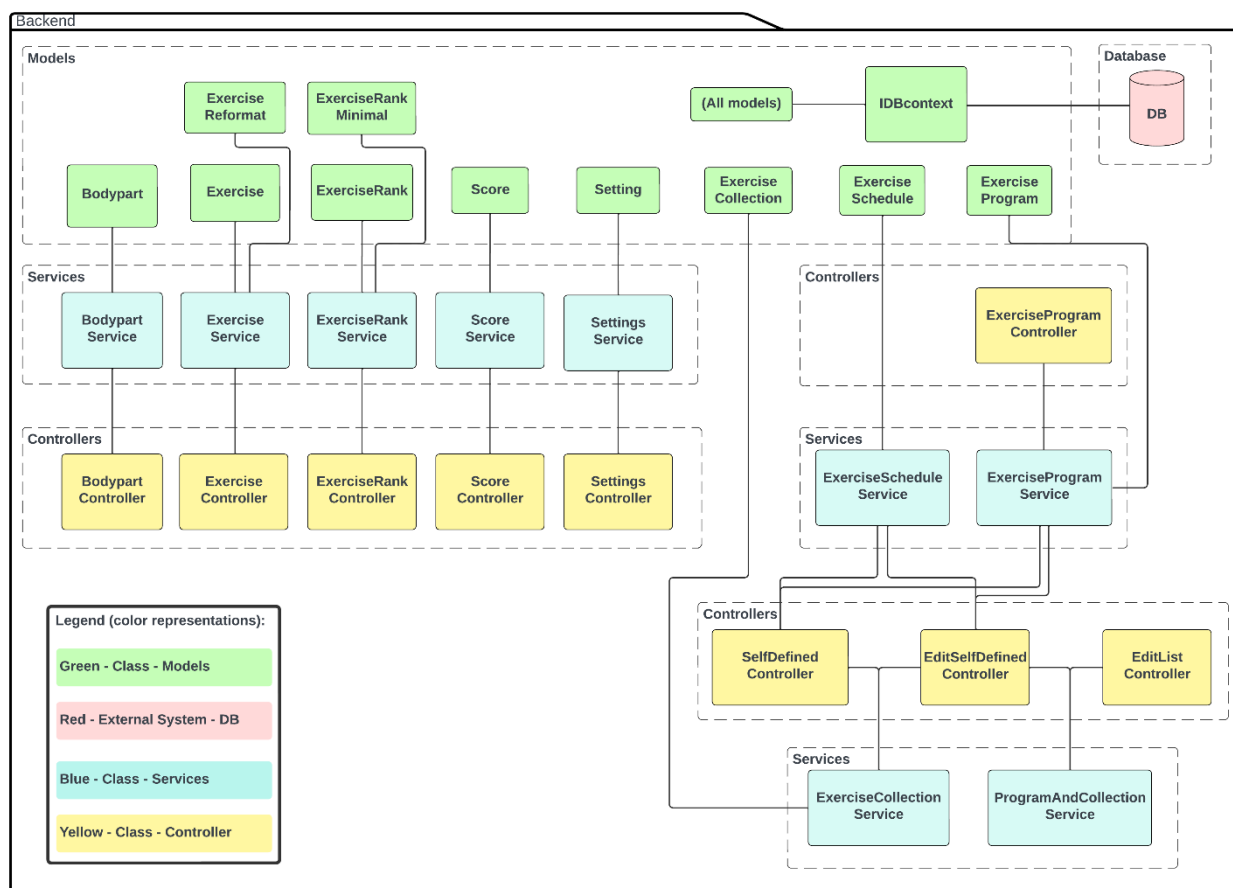 Backend
Models
Database
Exercise
Reformat
ExerciseRank
Minimal
(All models)
IDBcontext
DB
Bodypart
Exercise
ExerciseRank
Score
Setting
Exercise
Collection
Exercise
Schedule
Exercise
Program
Services
Controllers
Bodypart
Service
Exercise
Service
ExerciseRank
Service
Score
Service
Settings
Service
ExerciseProgram
Controller
Controllers
Services
Bodypart
Controller
Exercise
Controller
ExerciseRank
Controller
Score
Controller
Settings
Controller
ExerciseSchedule
Service
ExerciseProgram
Service
Controllers
SelfDefined
Controller
EditSelfDefined
Controller
EditList
Controller
Services
ExerciseCollection
Service
ProgramAndCollection
Service
Legend (color representations):
Green - Class - Models
Red - External System - DB
Blue - Class - Services
Yellow - Class - Controller